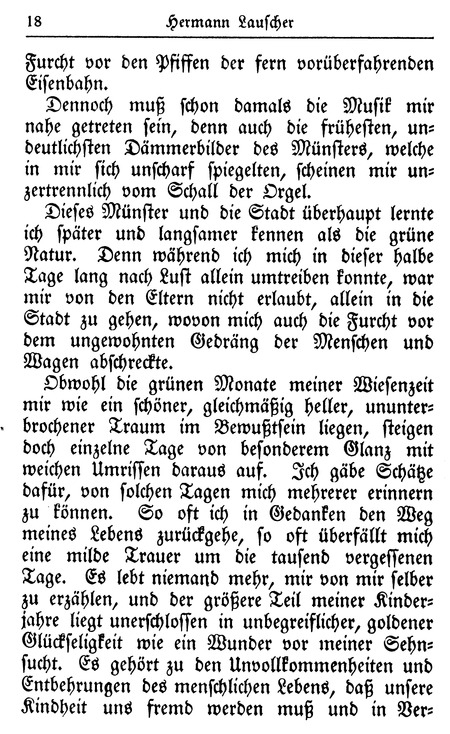 18 Hermann Lauscher
Furcht vor den Pfiffen der fern vorüberfahrenden
Eisenbahn.
Dennoch muß schon damals die Musik mir
nahe getreten sein, denn auch die frühesten, un-
deutlichsten Dämmerbilder des Münsters, welche
in mir sich unscharf spiegelten, scheinen mir un-
zertrennlich vom Schall der Orgel.
Dieses Münster und die Stadt überhaupt lernte
ich später und langsamer kennen als die grüne
Natur. Denn während ich mich in dieser halbe
Tage lang nach Lust allein umtreiben konnte, war
mir von den Eltern nicht erlaubt, allein in die
Stadt zu gehen, wovon mich auch die Furcht vor
dem ungewohnten Gedräng der Menschen und
Wagen abschreckte.
Obwohl die grünen Monate meiner Wiesenzeit
mir wie ein schöner, gleichmäßig heller, ununter-
brochener Traum im Bewußtsein liegen, steigen
doch einzelne Tage von besonderem Glanz mit
weichen Umrissen daraus auf. Ich gäbe Schätze
dafür, von solchen Tagen mich mehrerer erinnern
zu können. So oft ich in Gedanken den Weg
meines Lebens zurückgehe, so oft überfällt mich
eine milde Trauer um die tausend vergessenen
Tage. Es lebt niemand mehr, mir von mir selber
zu erzählen, und der größere Teil meiner Kinder-
jahre liegt unerschlossen in unbegreiflicher, goldener
Glückseligkeit wie ein Wunder vor meiner Sehn-
sucht. Es gehört zu den Unvollkommenheiten und
Entbehrungen des menschlichen Lebens, daß unsere
Kindheit uns fremd werden muß und in Ver-